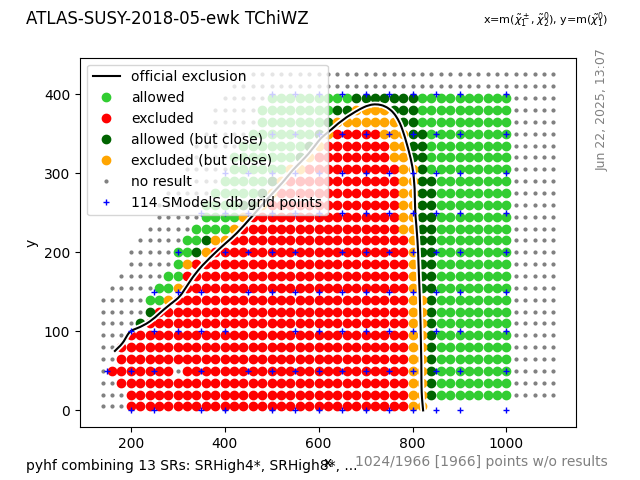 ATLAS-SUSY-2018-05-ewk TChiWZ
x=m(χ̃₁±, χ̃₂⁰), y=m(χ̃₁⁰)
Jun 22, 2025, 13:07
official exclusion
allowed
excluded
allowed (but close)
excluded (but close)
no result
114 SModelS db grid points
400
300
200
100
0
y
200 400 600 800 1000
x
pyhf combining 13 SRs: SRHigh4*, SRHigh8*, ...
1024/1966 [1966] points w/o results